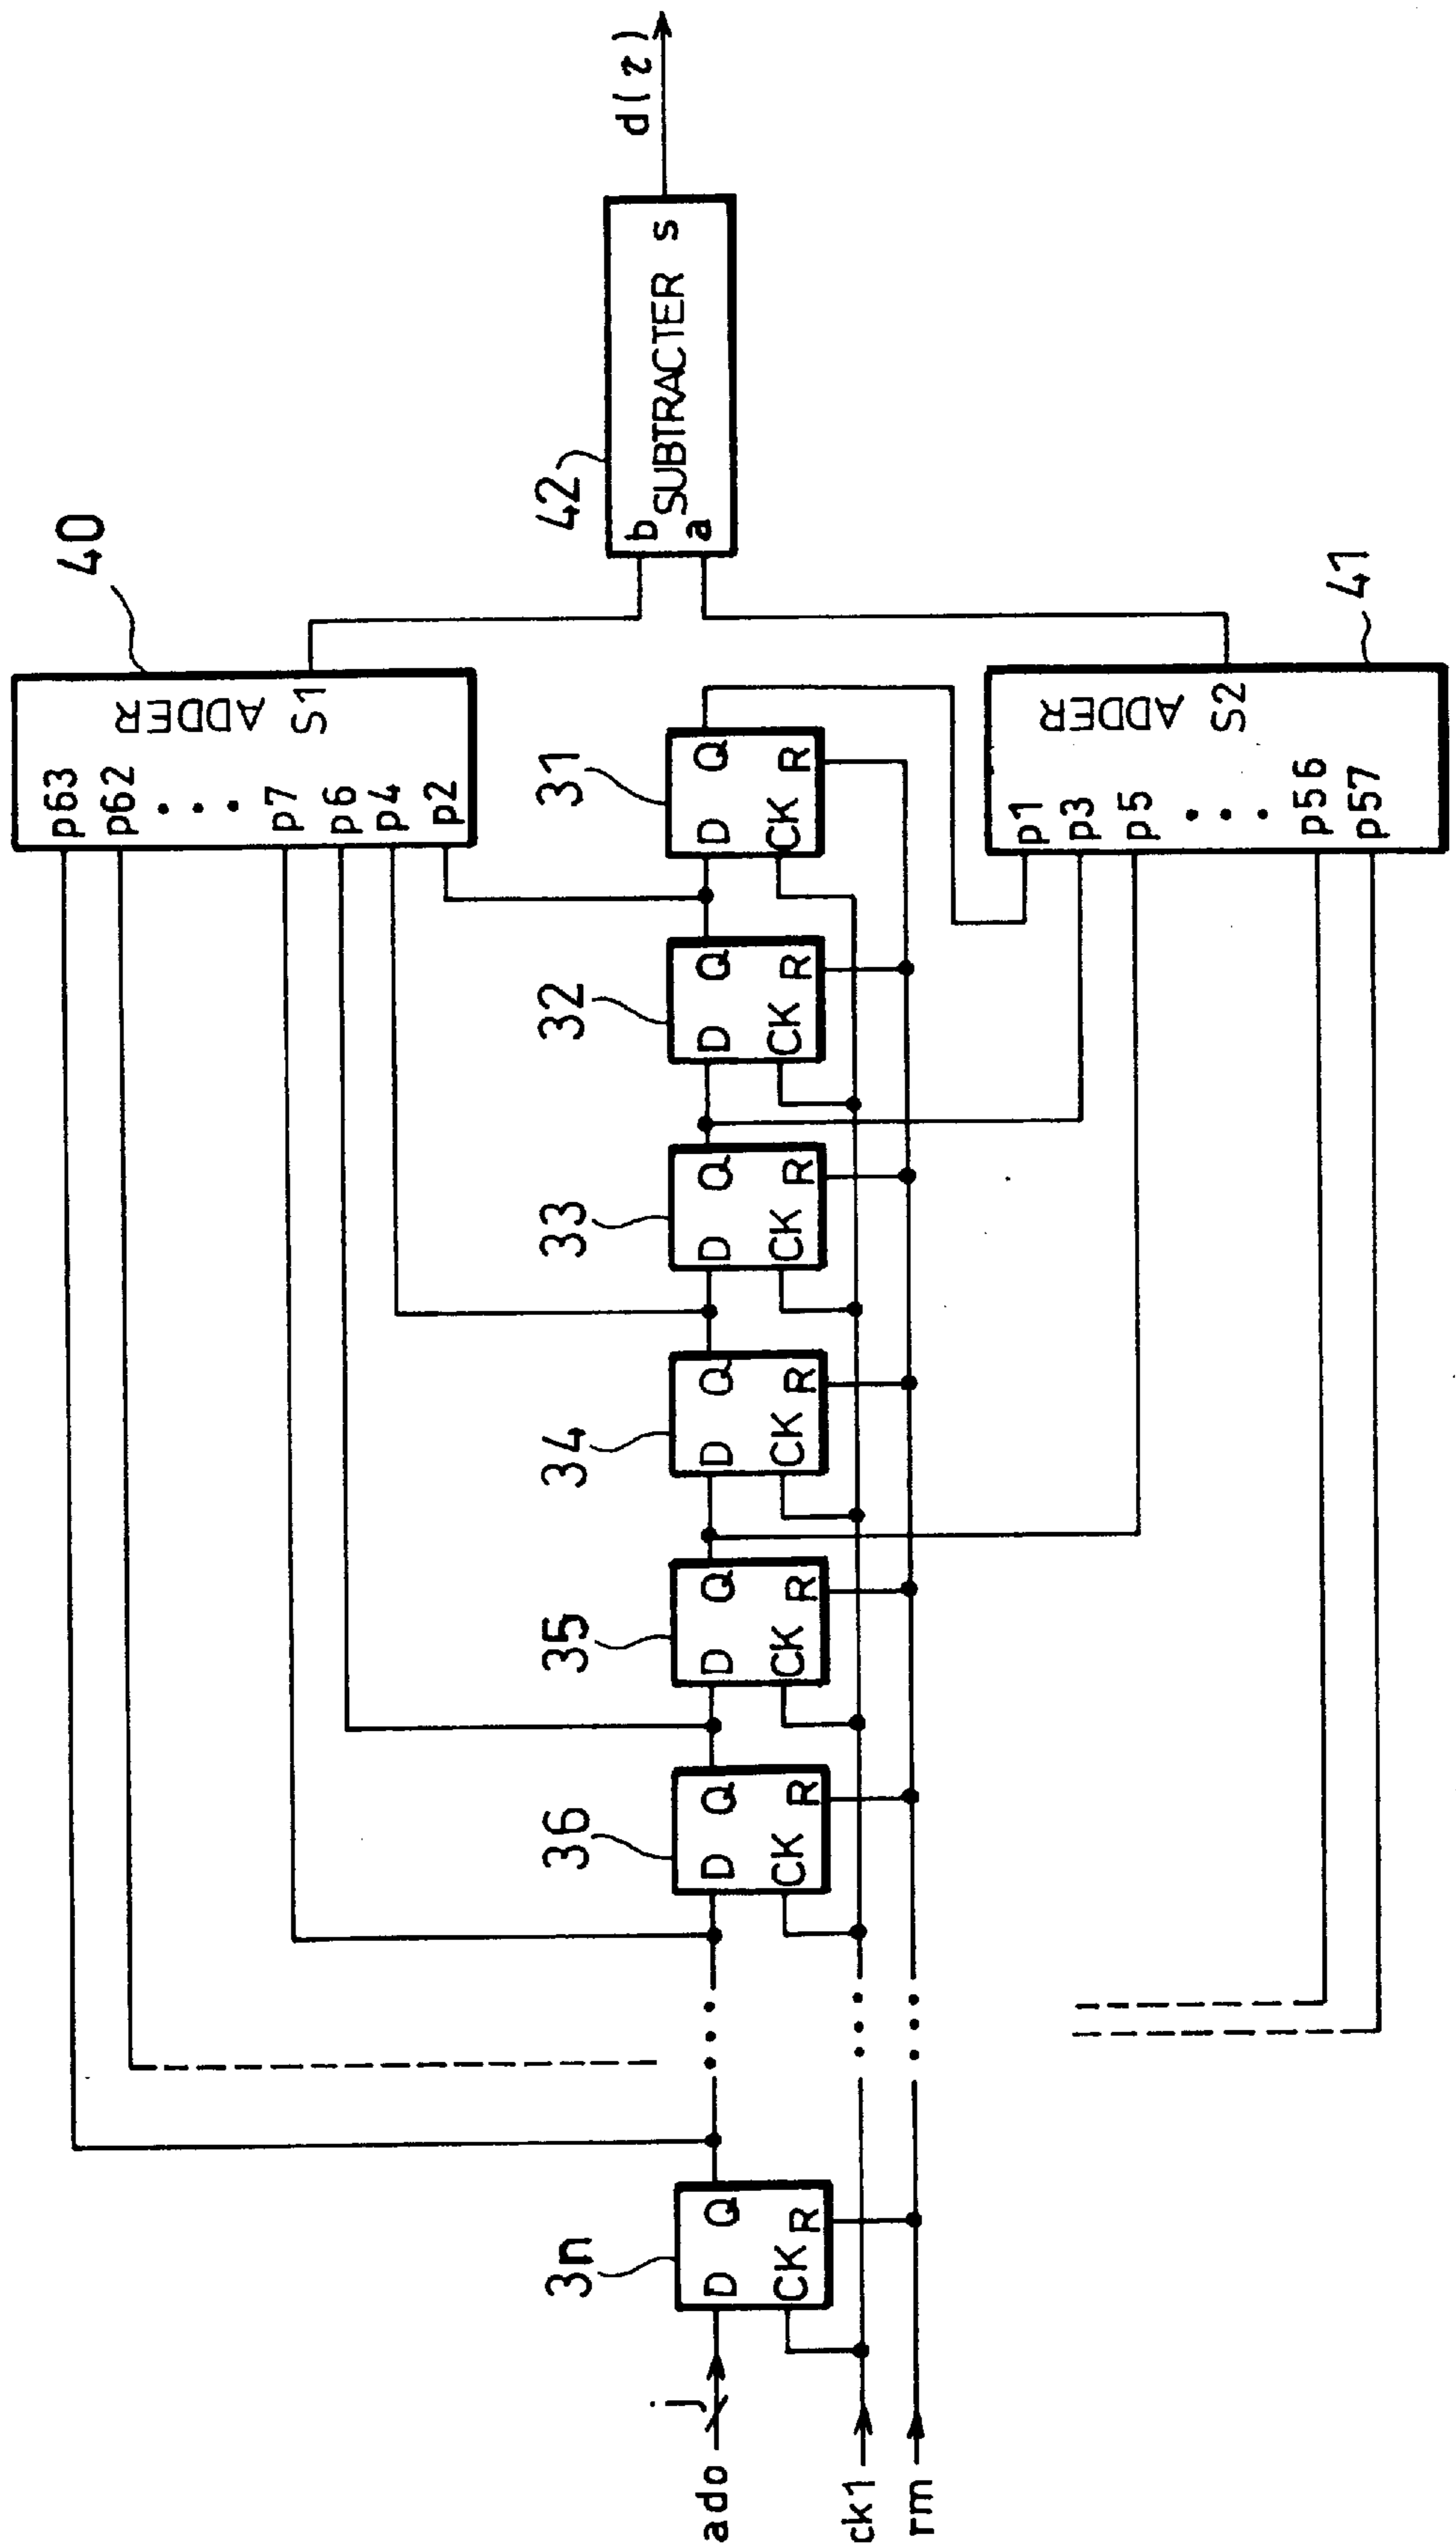 40
ADDER
S1
p63
p62
• • •
p7
p6
p4
p2
42
b
SUBTRACTER
a
s
d(τ)
31
D
Q
CK
R
32
D
Q
CK
R
33
D
Q
CK
R
34
D
Q
CK
R
35
D
Q
CK
R
36
D
Q
CK
R
3n
D
Q
CK
R
ado
j
ck1
rm
41
ADDER
S2
p1
p3
p5
• • •
p56
p57